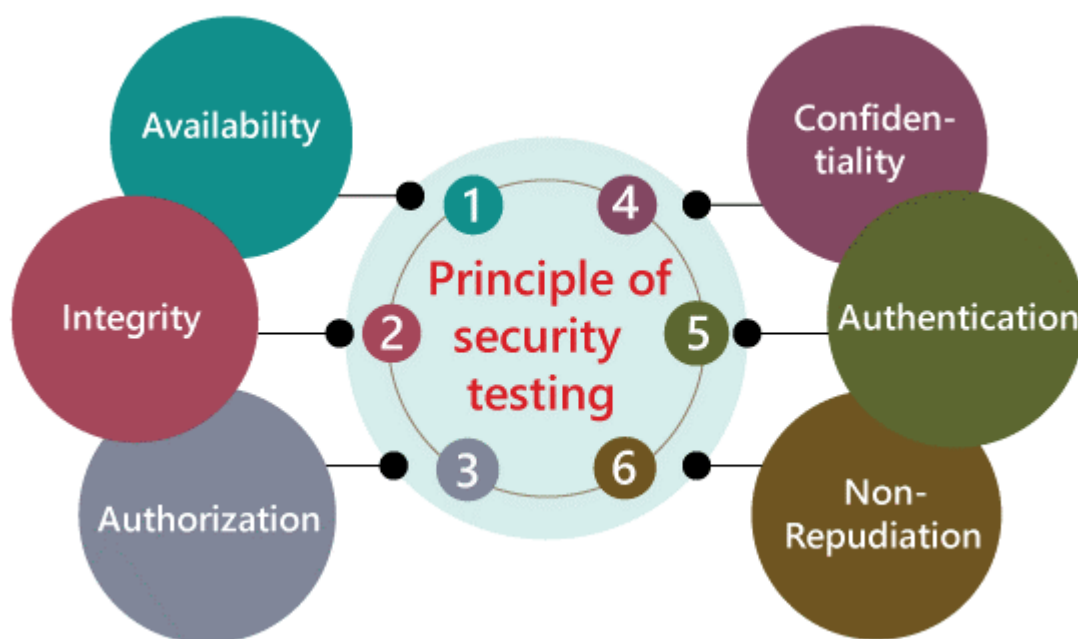 Availability
Integrity
Authorization
1
2
3
Principle of
security
testing
4
5
6
Confiden-
tiality
Authentication
Non-
Repudiation